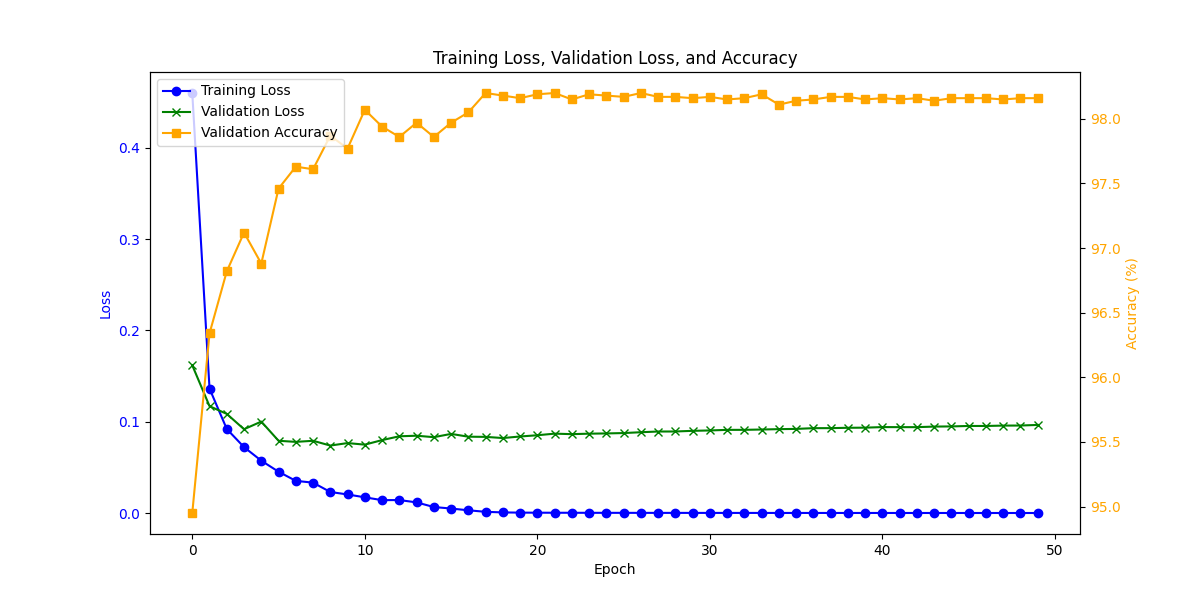 Training Loss, Validation Loss, and Accuracy
Training Loss
Validation Loss
Validation Accuracy
Loss
0.4
0.3
0.2
0.1
0.0
98.0
97.5
97.0
96.5
96.0
95.5
95.0
Accuracy (%)
0 10 20 30 40 50
Epoch